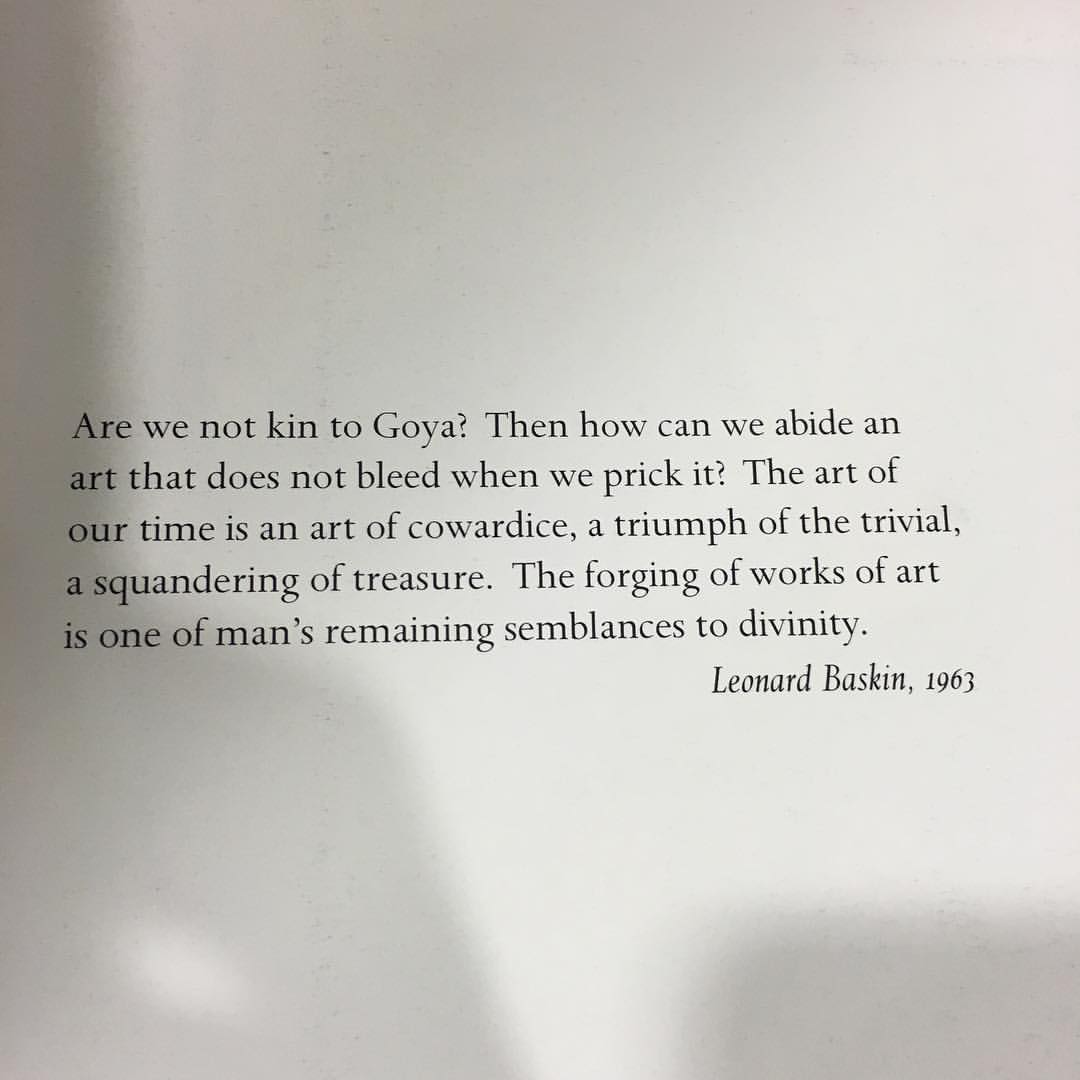 Are we not kin to Goya? Then how can we abide an
art that does not bleed when we prick it? The art of
our time is an art of cowardice, a triumph of the trivial,
a squandering of treasure. The forging of works of art
is one of man’s remaining semblances to divinity.
Leonard Baskin, 1963